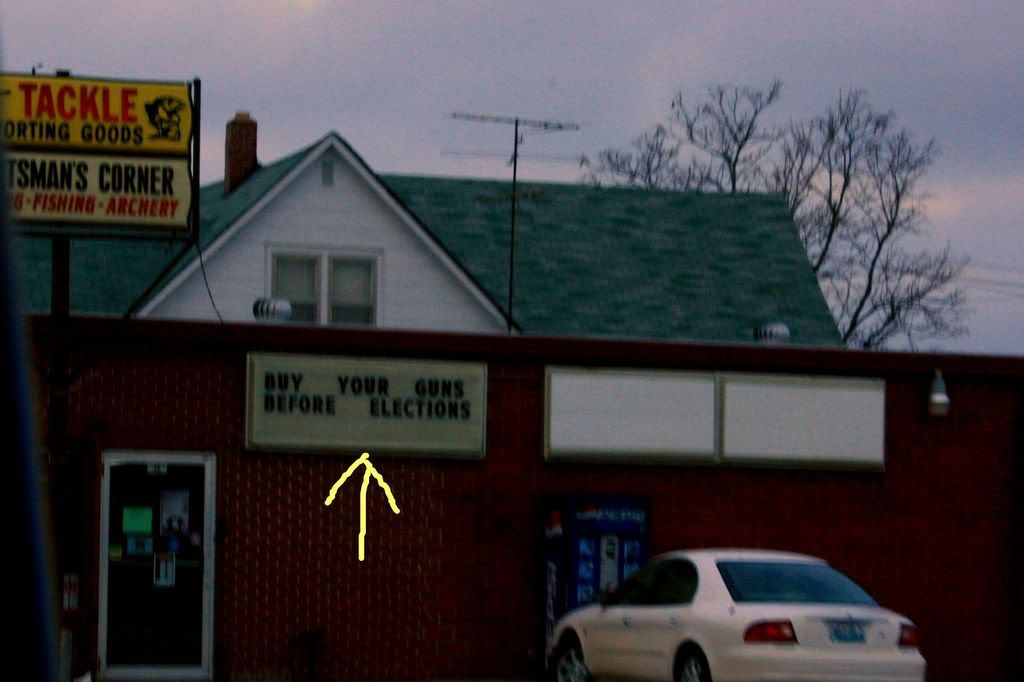 TACKLE
ORTING GOODS
TSMAN'S CORNER
G-FISHING-ARCHERY
BUY YOUR GUNS
BEFORE ELECTIONS